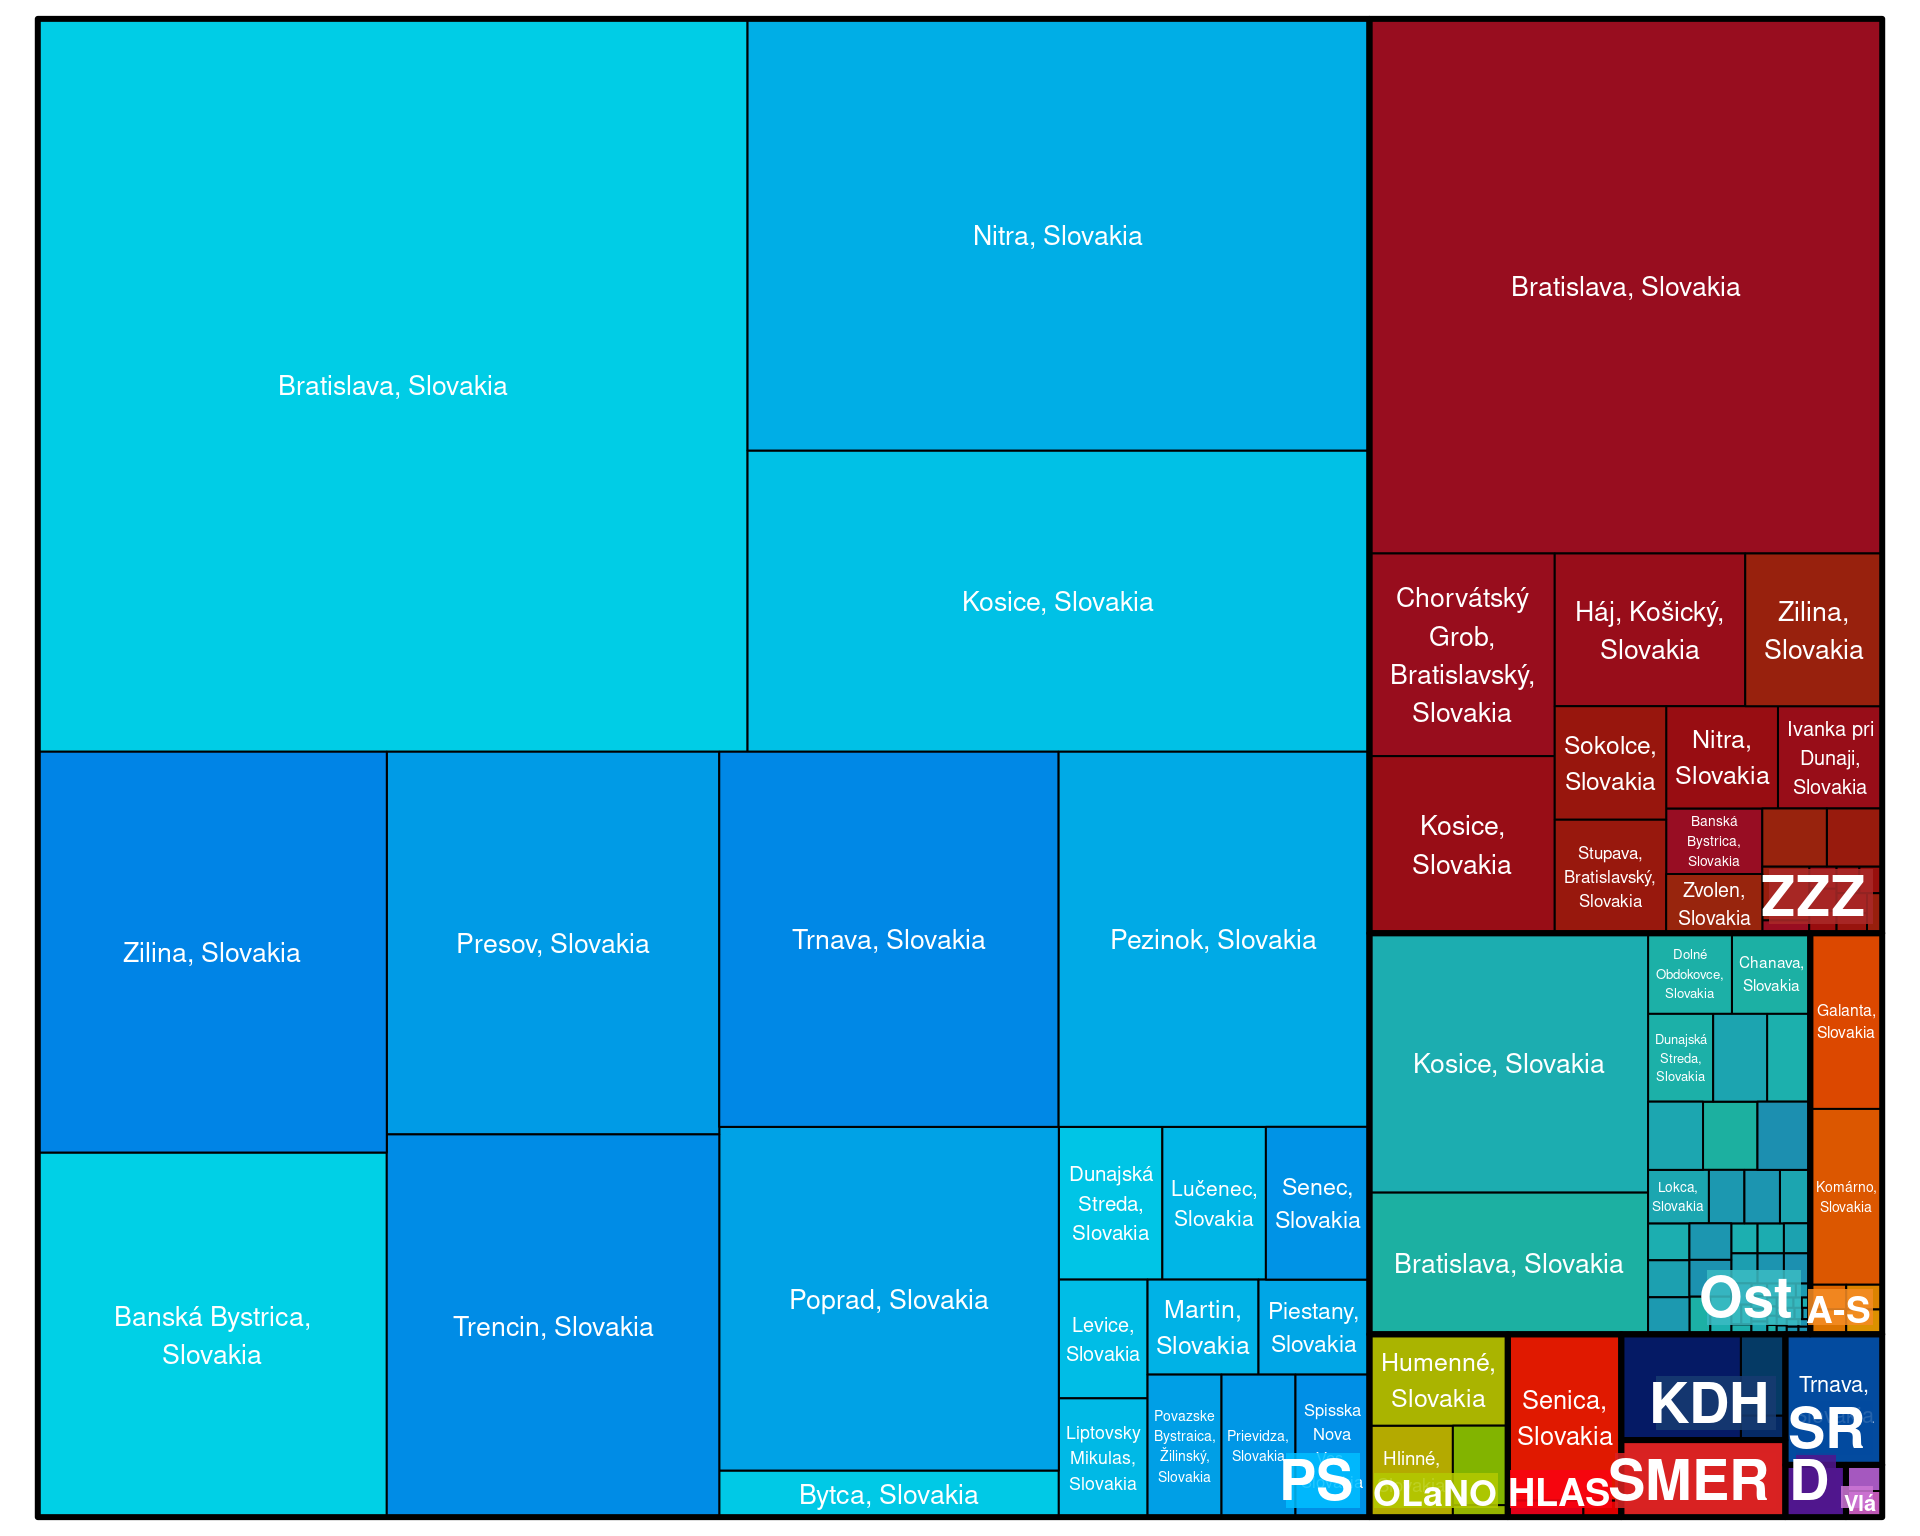 Bratislava, Slovakia
Nitra, Slovakia
Kosice, Slovakia
Zilina, Slovakia
Banská Bystrica,
Slovakia
Presov, Slovakia
Trencin, Slovakia
Trnava, Slovakia
Poprad, Slovakia
Bytca, Slovakia
Pezinok, Slovakia
Dunajská
Streda,
Slovakia
Lučenec,
Slovakia
Senec,
Slovakia
Levice,
Slovakia
Liptovsky
Mikulas,
Slovakia
Martin,
Slovakia
Piestany,
Slovakia
Povazske
Bystraica,
Žilinský,
Slovakia
Prievidza,
Slovakia
Spisska
Nova
PS
Bratislava, Slovakia
Chorvátský
Grob,
Bratislavský,
Slovakia
Kosice,
Slovakia
Háj, Košický,
Slovakia
Zilina,
Slovakia
Sokolce,
Slovakia
Stupava,
Bratislavský,
Slovakia
Nitra,
Slovakia
Ivanka pri
Dunaji,
Slovakia
Banská
Bystrica,
Slovakia
Zvolen,
Slovakia
ZZZ
Kosice, Slovakia
Bratislava, Slovakia
Dolné
Obdokovce,
Slovakia
Chanava,
Slovakia
Dunajská
Streda,
Slovakia
Lokca,
Slovakia
Ost
Galanta,
Slovakia
Komárno,
Slovakia
A-S
Humenné,
Slovakia
Hlinné,
OLaNO
Senica,
Slovakia
HLAS
KDH
SMER
Trnava,
SR
D
Vlá